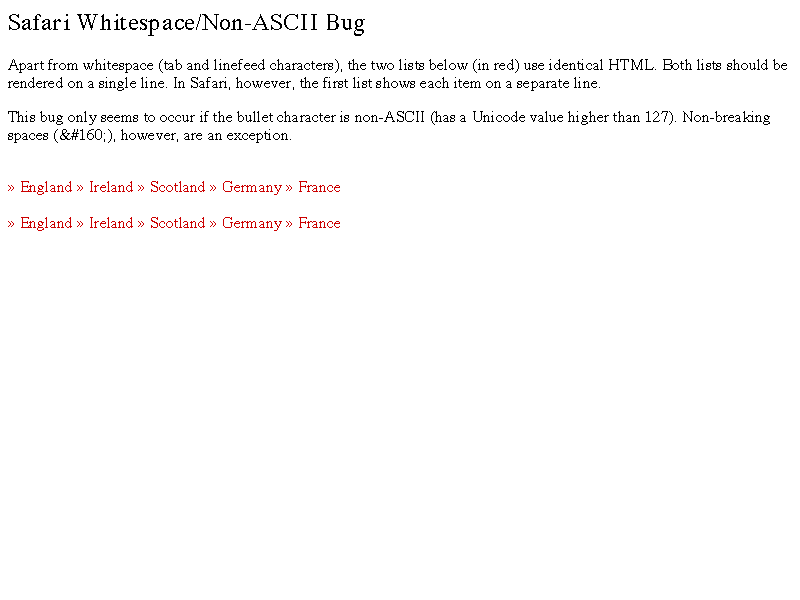 Safari Whitespace/Non-ASCII Bug
Apart from whitespace (tab and linefeed characters), the two lists below (in red) use identical HTML. Both lists should be
rendered on a single line. In Safari, however, the first list shows each item on a separate line.
This bug only seems to occur if the bullet character is non-ASCII (has a Unicode value higher than 127). Non-breaking
spaces (&#160;), however, are an exception.
» England » Ireland » Scotland » Germany » France
» England » Ireland » Scotland » Germany » France